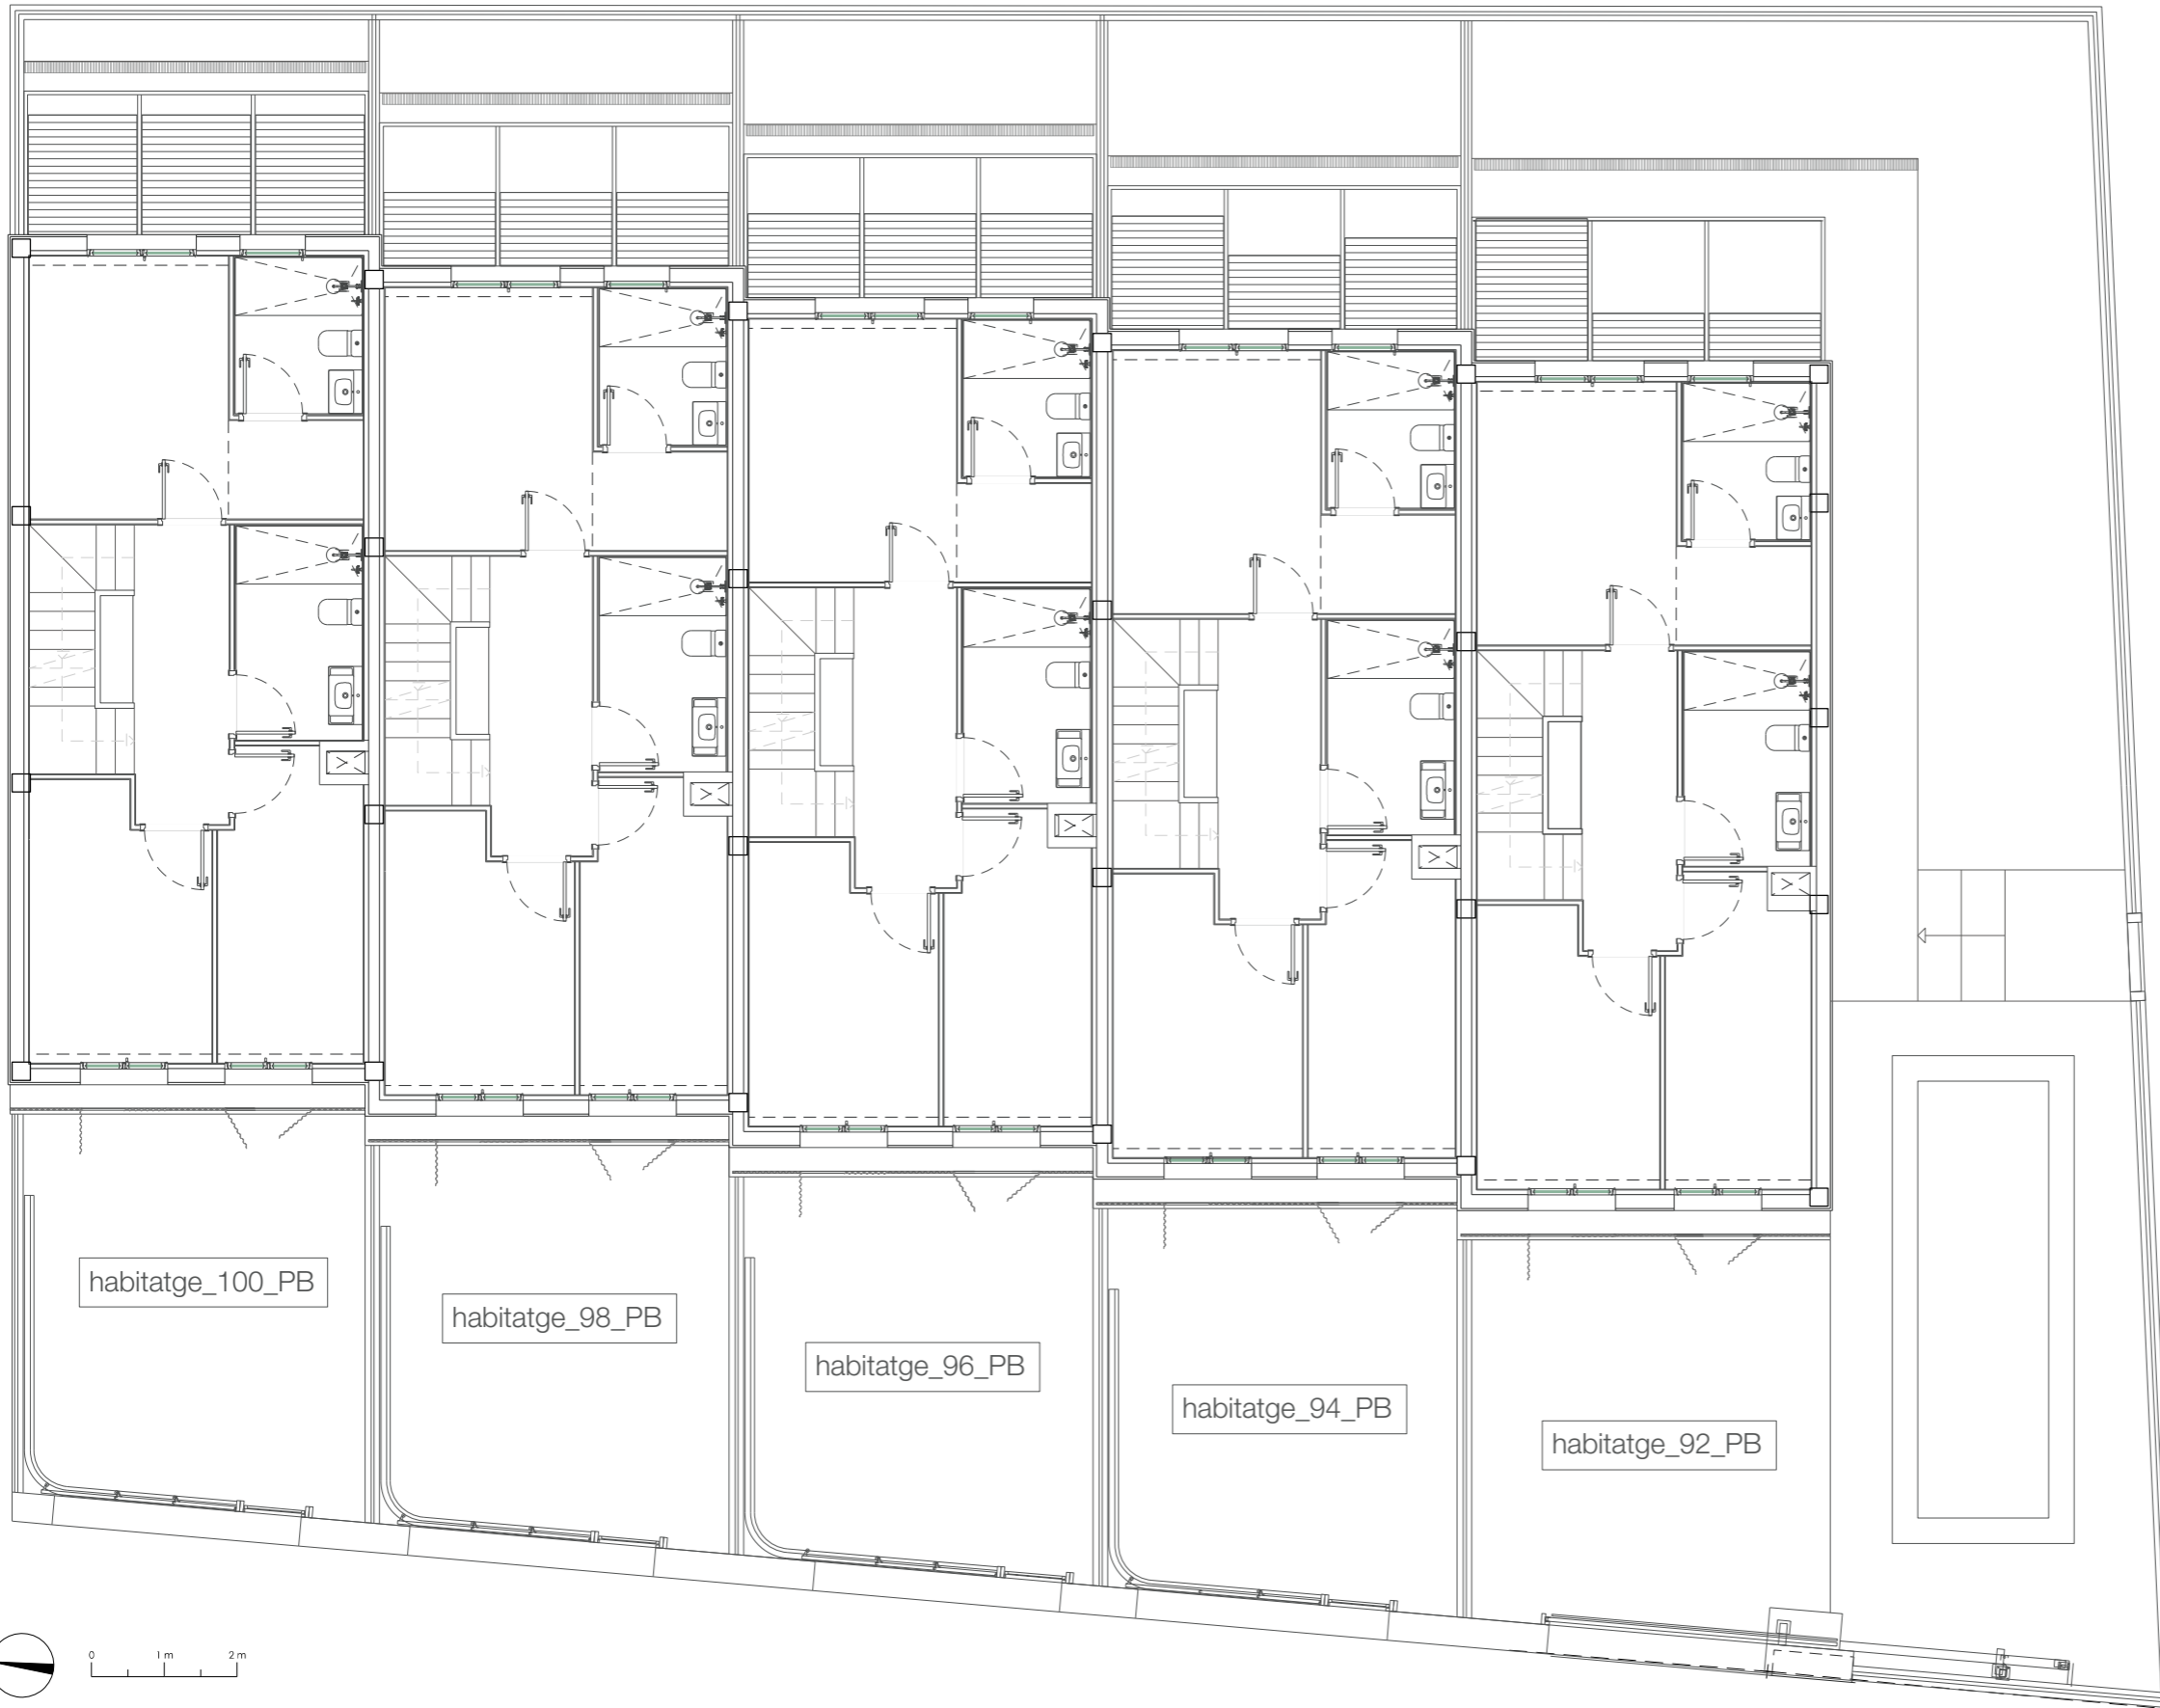 habitatge_100_PB
habitatge_98_PB
habitatge_96_PB
habitatge_94_PB
habitatge_92_PB
0 1 m 2 m